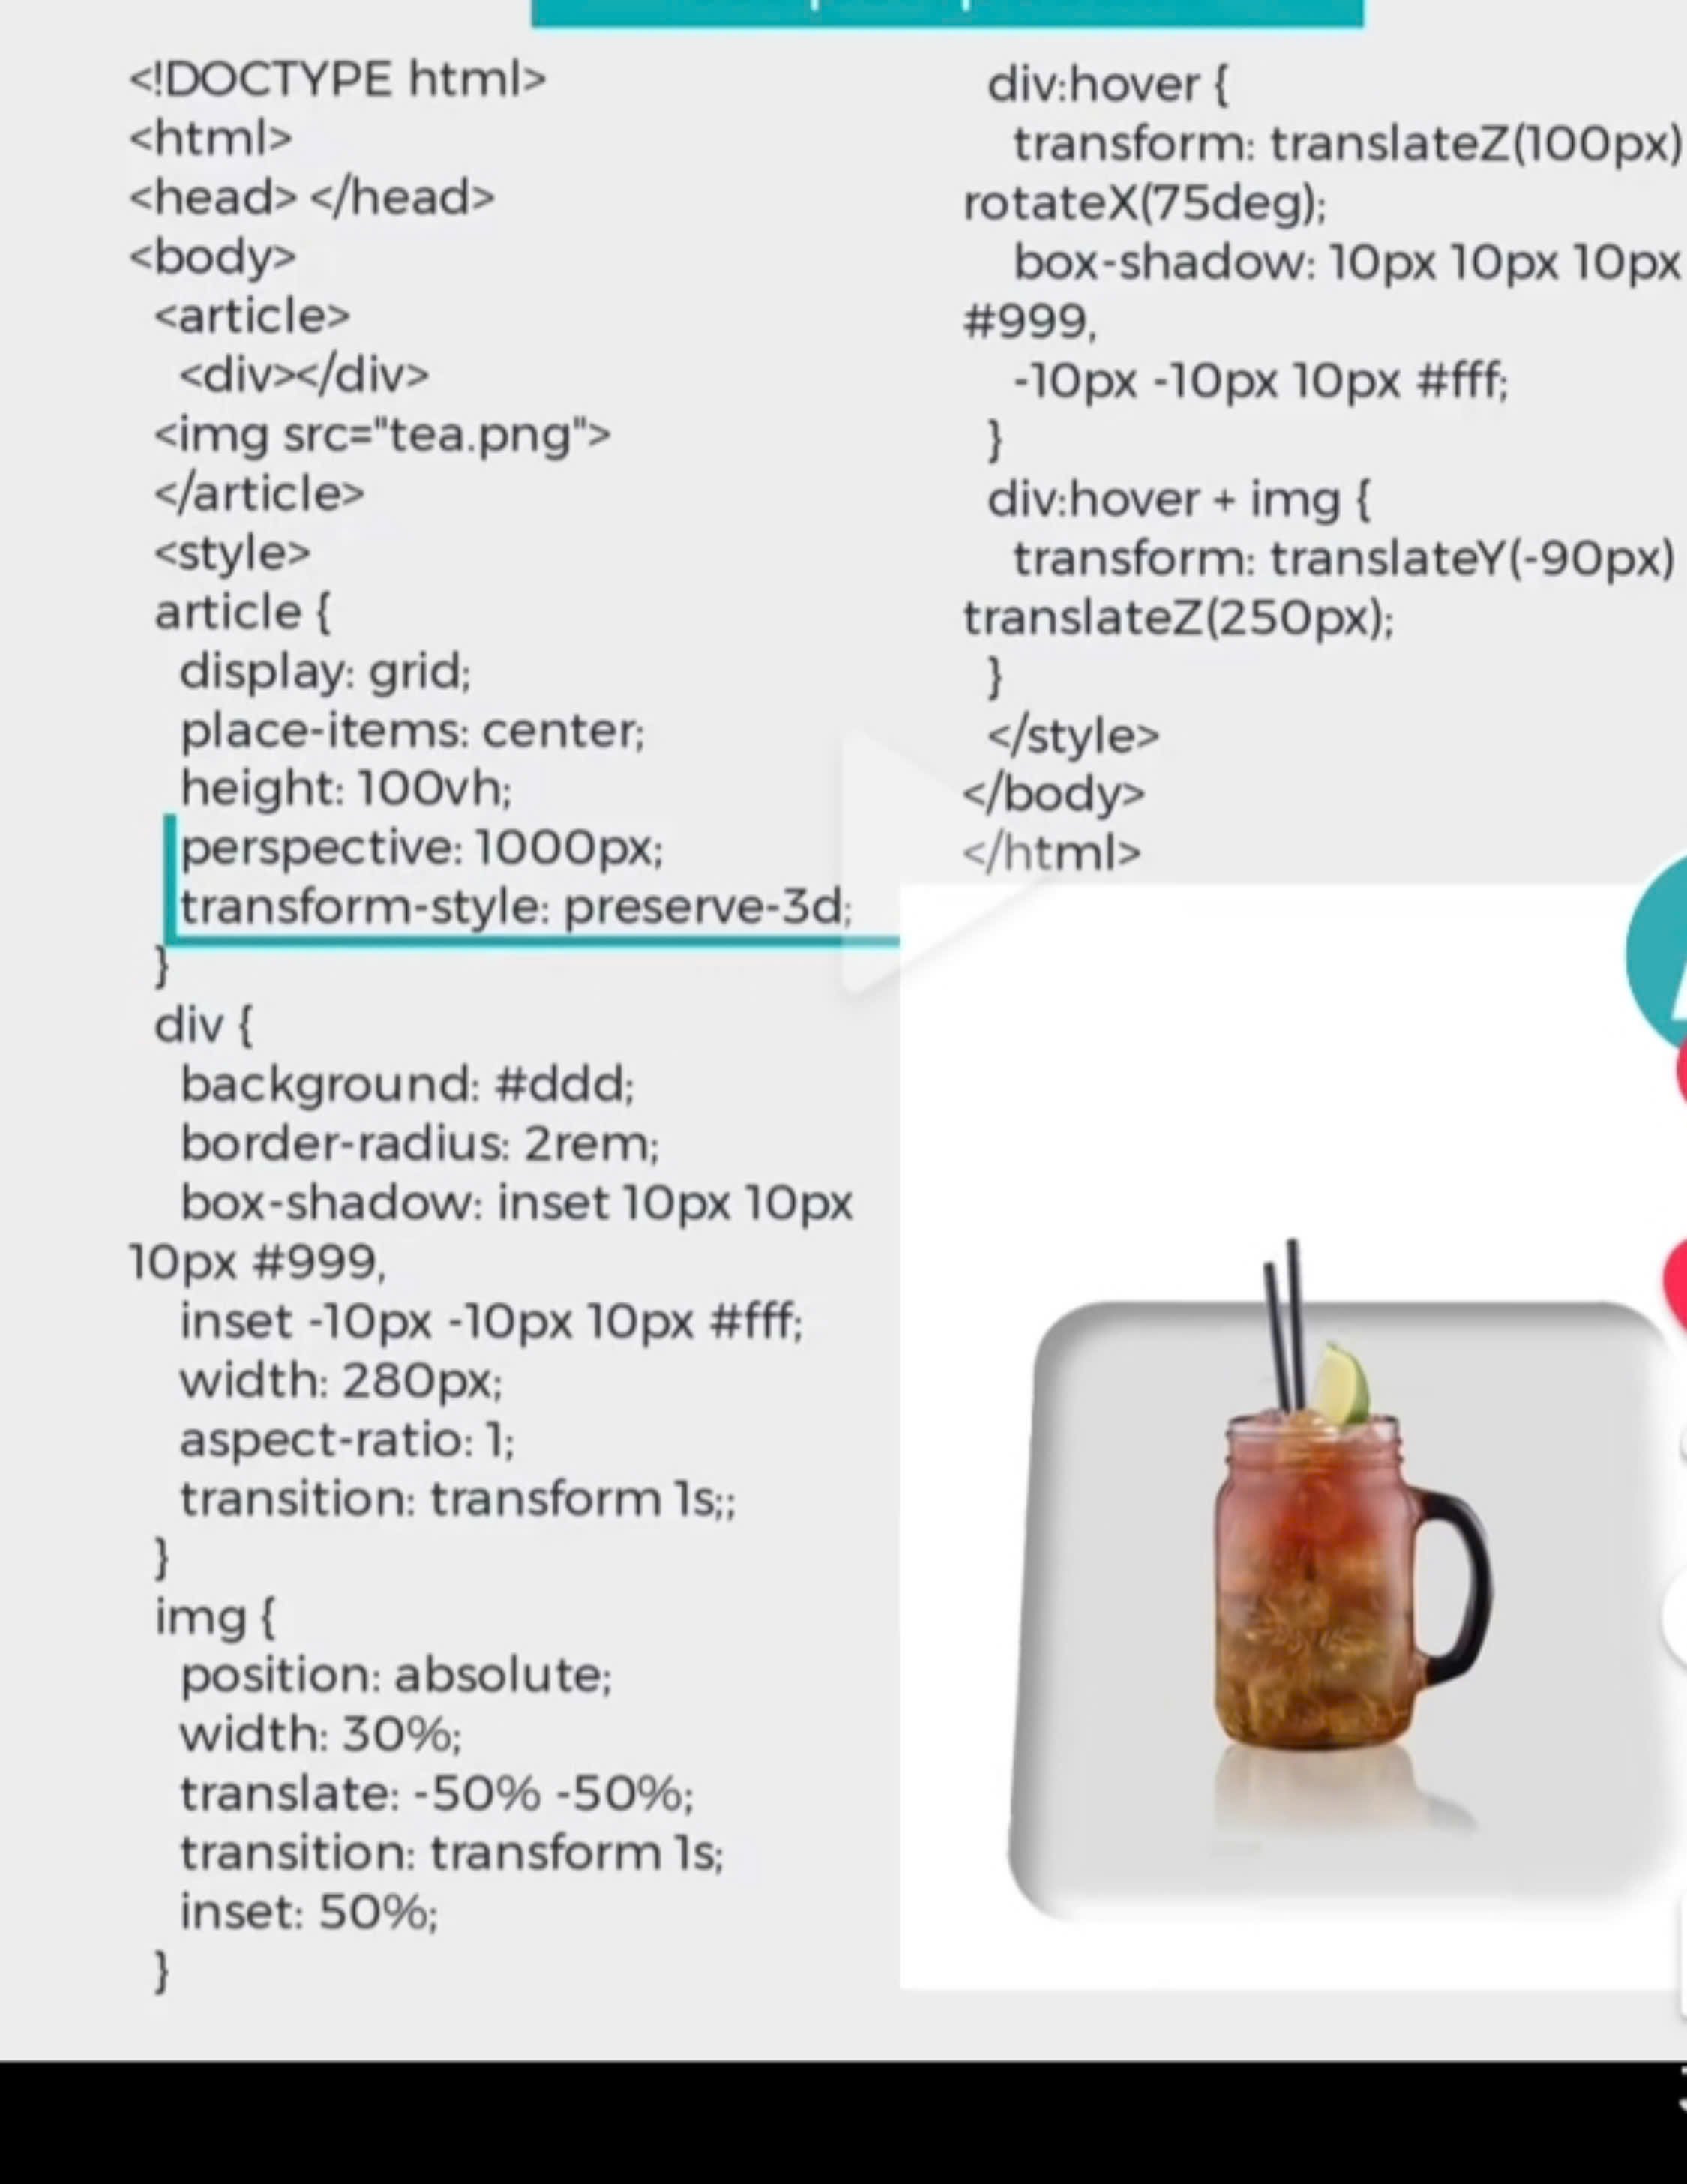 <!DOCTYPE html>
<html>
<head> </head>
<body>
<article>
<div></div>
<img src="tea.png">
</article>
<style>
article {
display: grid;
place-items: center;
height: 100vh;
perspective: 1000px;
transform-style: preserve-3d;
}
div {
background: #ddd;
border-radius: 2rem;
box-shadow: inset 10px 10px
10px #999,
inset -10px -10px 10px #fff;
width: 280px;
aspect-ratio: 1;
transition: transform 1s;;
}
img {
position: absolute;
width: 30%;
translate: -50% -50%;
transition: transform 1s;
inset: 50%;
}
div:hover {
transform: translateZ(100px)
rotateX(75deg);
box-shadow: 10px 10px 10px
#999,
-10px -10px 10px #fff;
}
div:hover + img {
transform: translateY(-90px)
translateZ(250px);
}
</style>
</body>
</html>